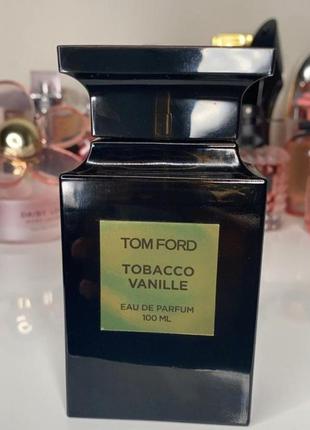 TOM FORD
TOBACCO
VANILLE
EAU DE PARFUM
100 ML